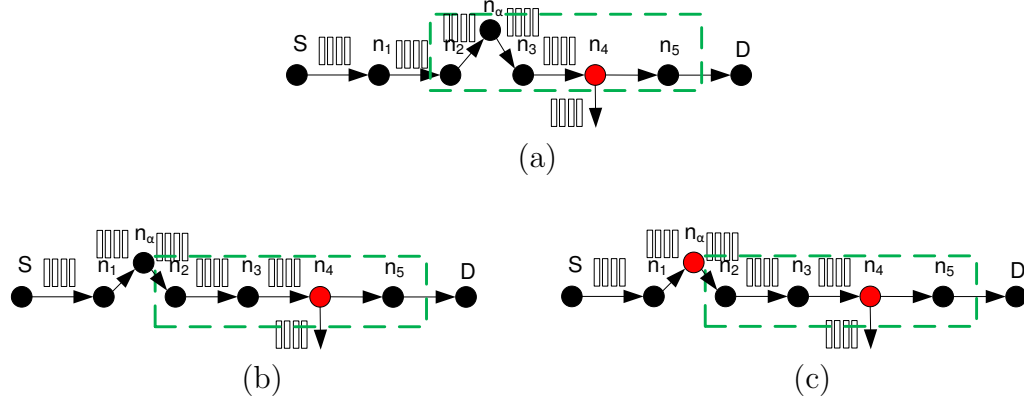 S n₁ n₂ nα n₃ n₄ n₅ D
(a)
S n₁ nα n₂ n₃ n₄ n₅ D
(b)
S n₁ nα n₂ n₃ n₄ n₅ D
(c)